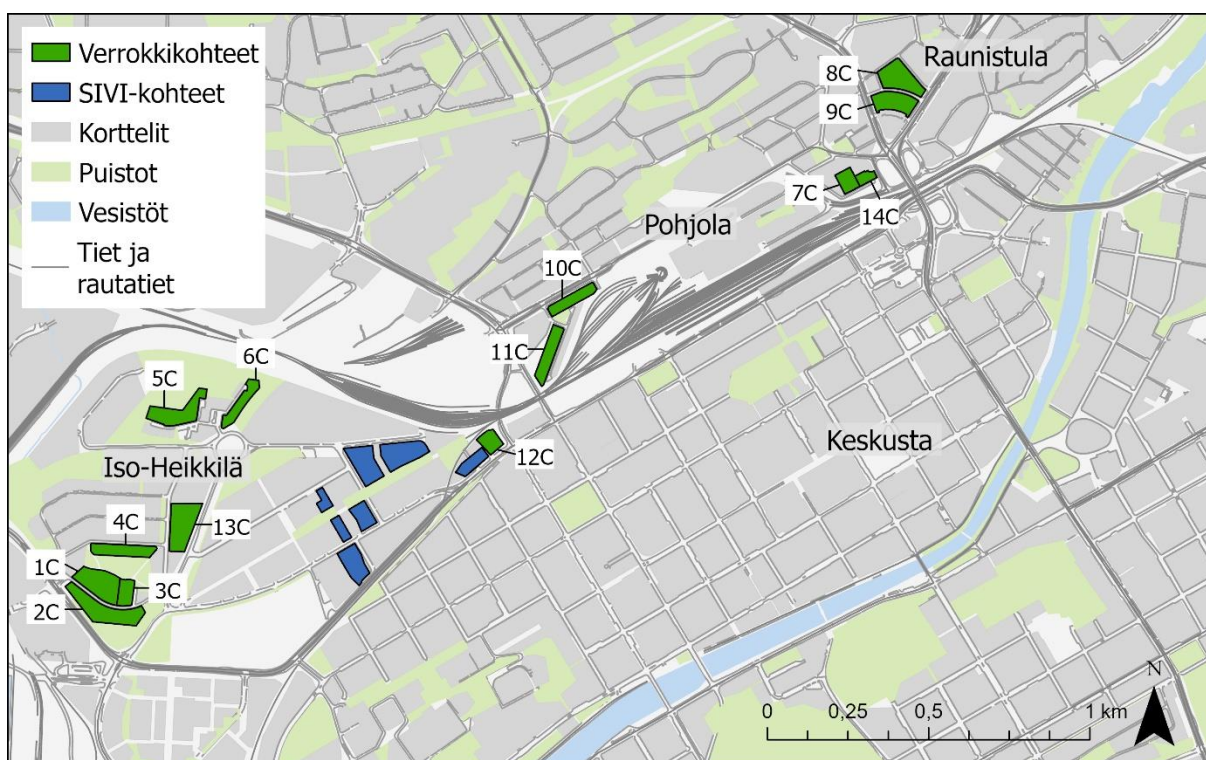 Verrokkikohteet
SIVI-kohteet
Korttelit
Puistot
Vesistöt
Tiet ja
rautatiet
Raunistula
8C
9C
7C
14C
Pohjola
10C
11C
6C
5C
Iso-Heikkilä
12C
Keskusta
4C
13C
1C
3C
2C
N
0 0,25 0,5 1 km